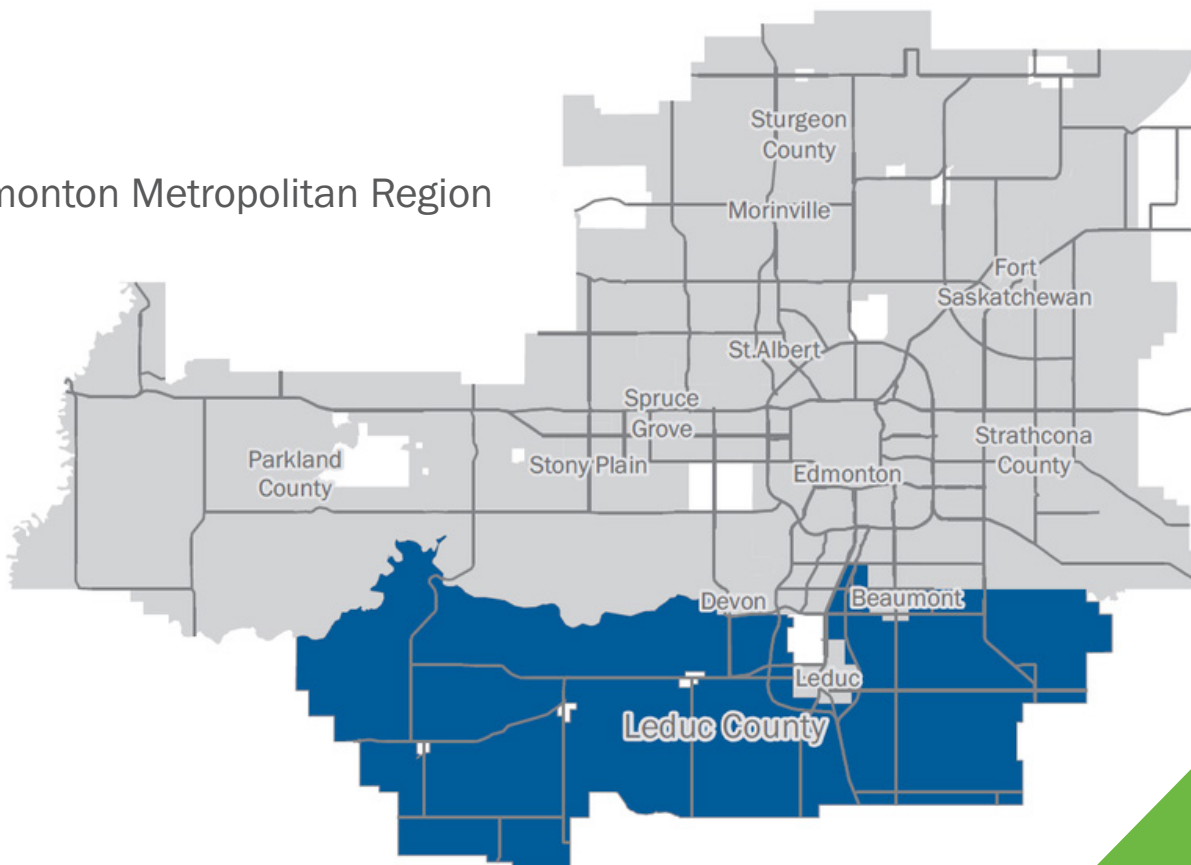 monton Metropolitan Region
Sturgeon
County
Morinville
Fort
Saskatchewan
St.Albert
Spruce
Grove
Strathcona
County
Parkland
County
Stony Plain
Edmonton
Devon
Beaumont
Leduc
Leduc County